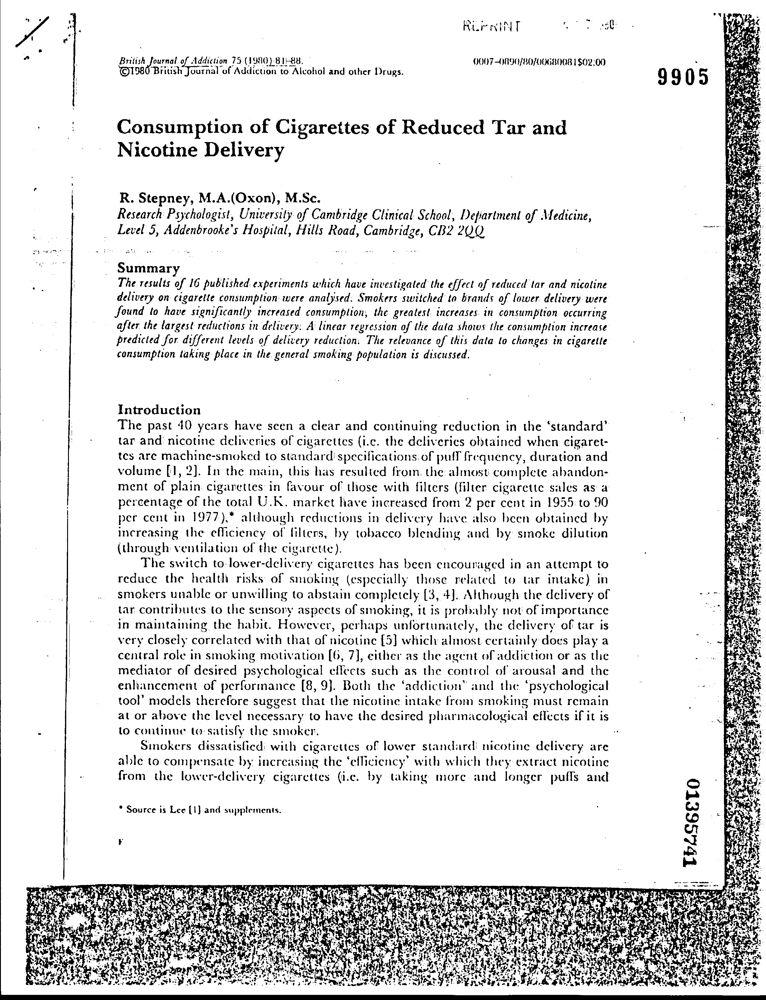 REPRINT
British Journal of Addiction 75 (1980) 81-88.
©1980 British Journal of Addiction to Alcohol and other Drugs.
0007-0890/80/00680081$02.00
9905
Consumption of Cigarettes of Reduced Tar and
Nicotine Delivery
R. Stepney, M.A.(Oxon), M.Sc.
Research Psychologist, University of Cambridge Clinical School, Department of Medicine,
Level 5, Addenbrooke's Hospital, Hills Road, Cambridge, CB2 2QQ
Summary
The results of 16 published experiments which have investigated the effect of reduced tar and nicotine
delivery on cigarette consumption were analysed. Smokers switched to brands of lower delivery were
found to have significantly increased consumption, the greatest increases in consumption occurring
after the largest reductions in delivery. A linear regression of the data shows the consumption increase
predicted for different levels of delivery reduction. The relevance of this data to changes in cigarette
consumption taking place in the general smoking population is discussed.
Introduction
The past 40 years have seen a clear and continuing reduction in the 'standard'
tar and nicotine deliveries of cigarettes (i.e. the deliveries obtained when cigaret-
tes are machine-smoked to standard specifications of puff frequency, duration and
volume [1, 2]. In the main, this has resulted from the almost complete abandon-
ment of plain cigarettes in favour of those with filters (filter cigarette sales as a
percentage of the total U.K. market have increased from 2 per cent in 1955 to 90
per cent in 1977),* although reductions in delivery have also been obtained by
increasing the efficiency of filters, by tobacco blending and by smoke dilution
(through ventilation of the cigarette).
The switch to lower-delivery cigarettes has been encouraged in an attempt to
reduce the health risks of smoking (especially those related to tar intake) in
smokers unable or unwilling to abstain completely [3, 4]. Although the delivery of
tar contributes to the sensory aspects of smoking, it is probably not of importance
in maintaining the habit. However, perhaps unfortunately, the delivery of tar is
very closely correlated with that of nicotine [5] which almost certainly does play a
central role in smoking motivation [6, 7], either as the agent of addiction or as the
mediator of desired psychological effects such as the control of arousal and the
enhancement of performance [8, 9]. Both the 'addiction' and the 'psychological
tool' models therefore suggest that the nicotine intake from smoking must remain
at or above the level necessary to have the desired pharmacological effects if it is
to continue to satisfy the smoker.
Smokers dissatisfied with cigarettes of lower standard nicotine delivery are
able to compensate by increasing the 'efficiency' with which they extract nicotine
from the lower-delivery cigarettes (i.e. by taking more and longer puffs and
* Source is Lee [1] and supplements.
F
01395741